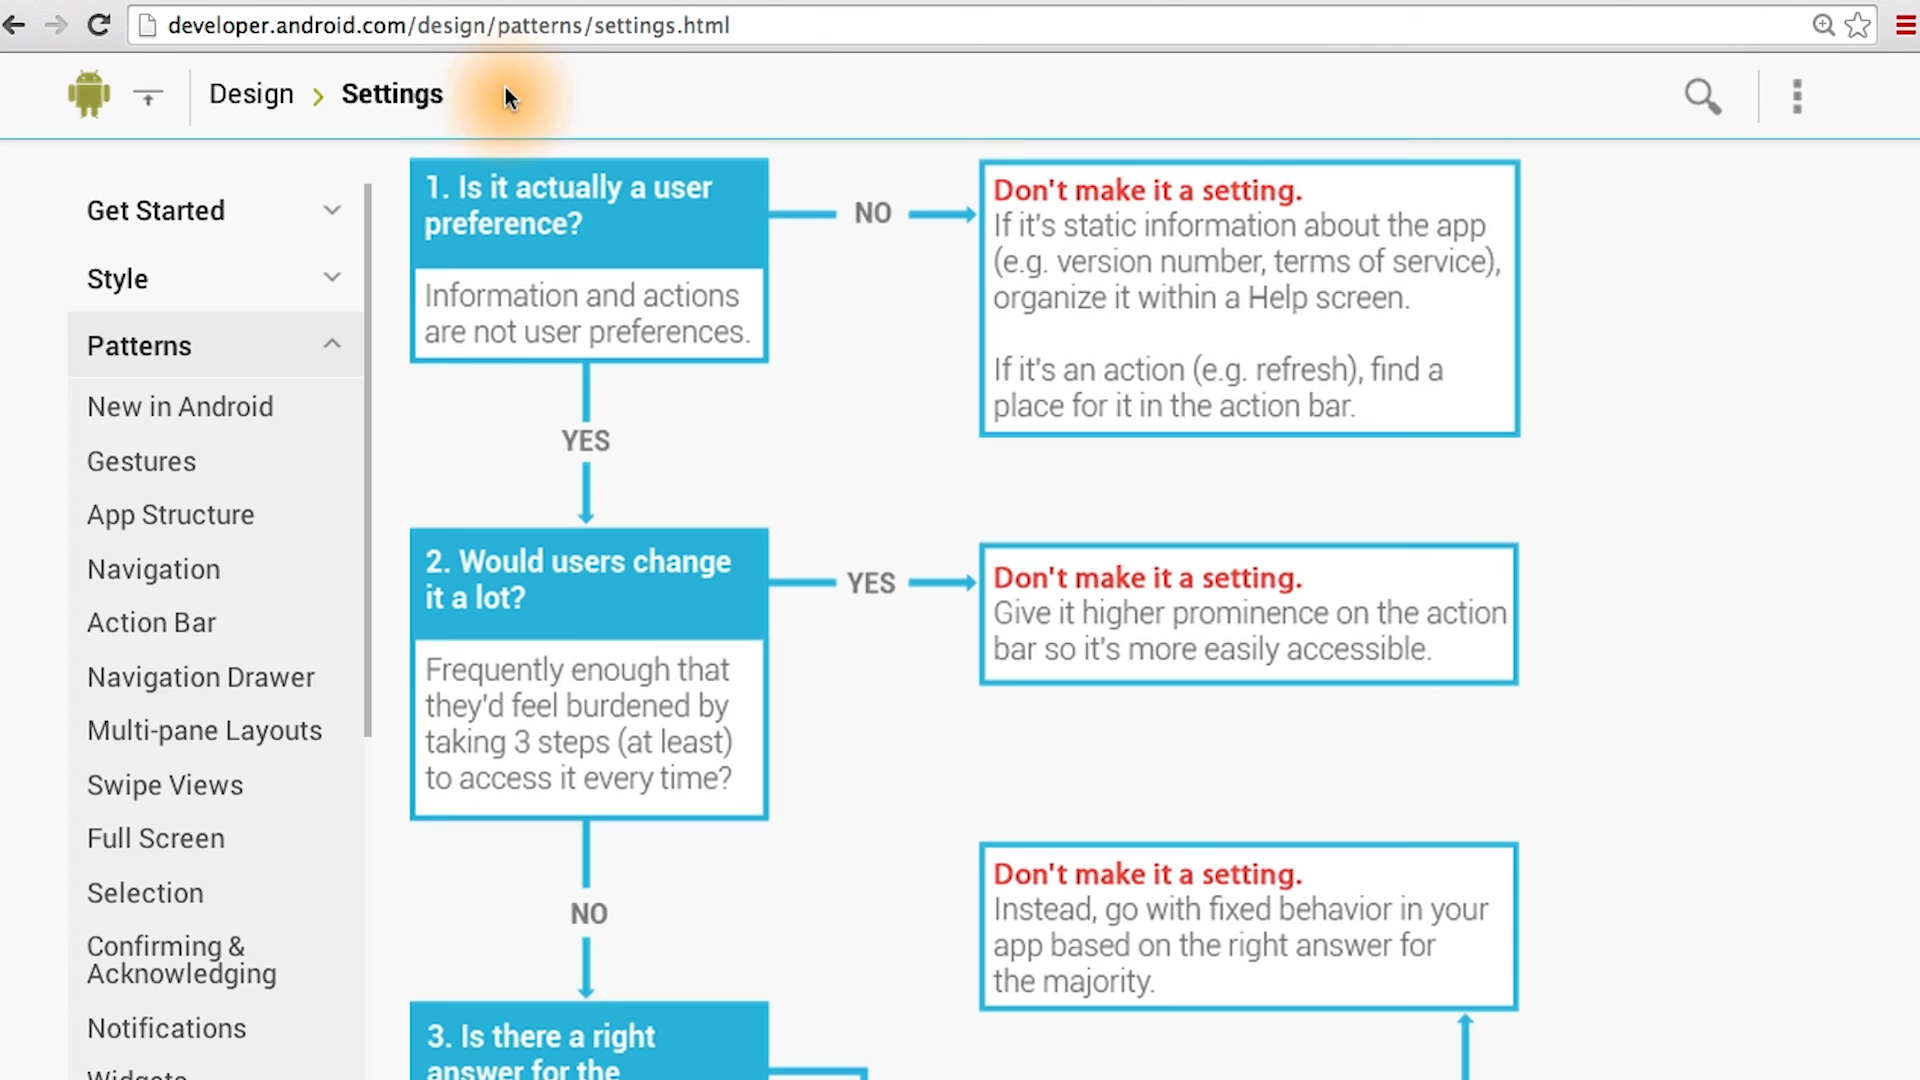 developer.android.com/design/patterns/settings.html
Design > Settings
Get Started
Style
Patterns
New in Android
Gestures
App Structure
Navigation
Action Bar
Navigation Drawer
Multi-pane Layouts
Swipe Views
Full Screen
Selection
Confirming &
Acknowledging
Notifications
Widgets
1. Is it actually a user
preference?
Information and actions
are not user preferences.
NO
Don't make it a setting.
If it's static information about the app
(e.g. version number, terms of service),
organize it within a Help screen.
If it's an action (e.g. refresh), find a
place for it in the action bar.
YES
2. Would users change
it a lot?
Frequently enough that
they'd feel burdened by
taking 3 steps (at least)
to access it every time?
YES
Don't make it a setting.
Give it higher prominence on the action
bar so it's more easily accessible.
NO
Don't make it a setting.
Instead, go with fixed behavior in your
app based on the right answer for
the majority.
3. Is there a right
answer for the